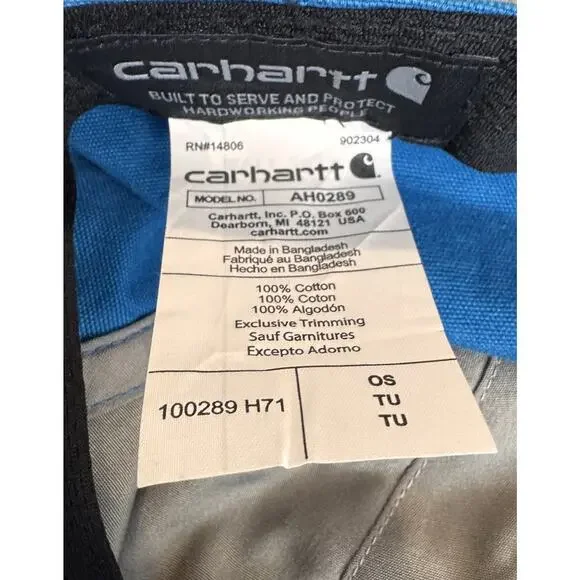 carhartt
BUILT TO SERVE AND PROTECT
HARDWORKING PEOPLE
RN#14806 902304
carhartt
MODEL NO. AH0289
Carhartt, Inc. P.O. Box 600
Dearborn, MI 48121 USA
carhartt.com
Made in Bangladesh
Fabriqué au Bangladesh
Hecho en Bangladesh
100% Cotton
100% Coton
100% Algodón
Exclusive Trimming
Sauf Garnitures
Excepto Adorno
100289 H71
OS
TU
TU